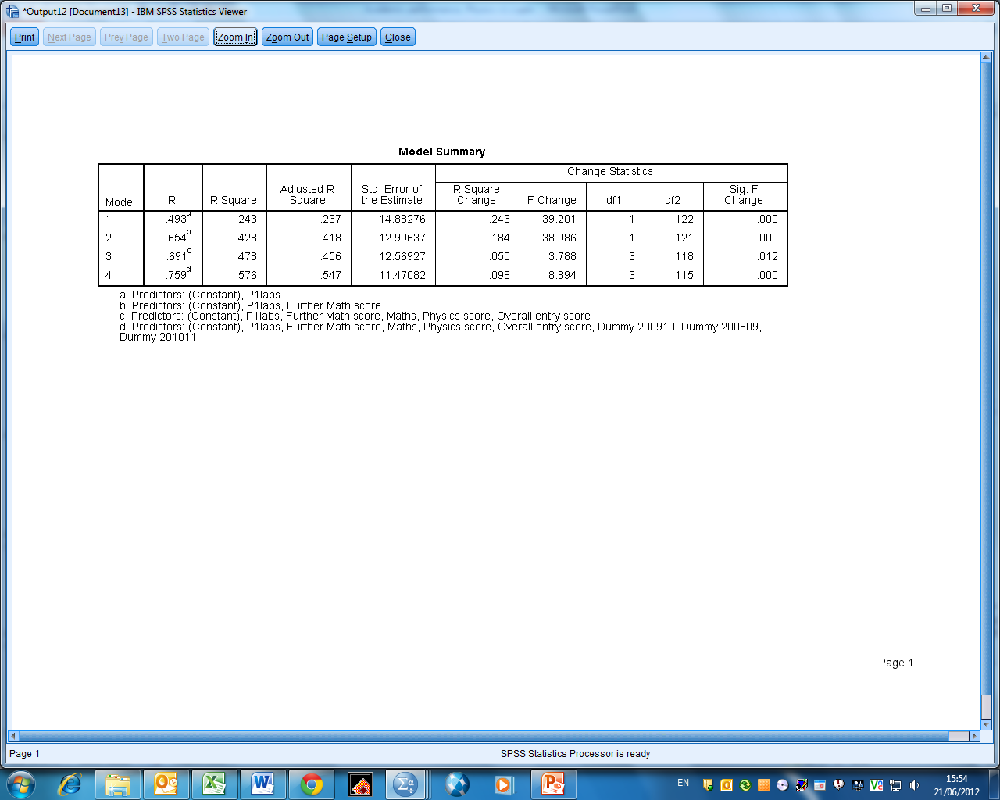 *Output12 [Document13] - IBM SPSS Statistics Viewer
Print Next Page Prev Page Two Page Zoom In Zoom Out Page Setup Close
Model Summary
Model R R Square Adjusted R Square Std. Error of the Estimate Change Statistics
R Square Change F Change df1 df2 Sig. F Change
1 .493a .243 .237 14.88276 .243 39.201 1 122 .000
2 .654b .428 .418 12.99637 .184 38.986 1 121 .000
3 .691c .478 .456 12.56927 .050 3.788 3 118 .012
4 .759d .576 .547 11.47082 .098 8.894 3 115 .000
a. Predictors: (Constant), P1labs
b. Predictors: (Constant), P1labs, Further Math score
c. Predictors: (Constant), P1labs, Further Math score, Maths, Physics score, Overall entry score
d. Predictors: (Constant), P1labs, Further Math score, Maths, Physics score, Overall entry score, Dummy 200910, Dummy 200809,
Dummy 201011
Page 1
Page 1 SPSS Statistics Processor is ready
EN 15:54
21/06/2012